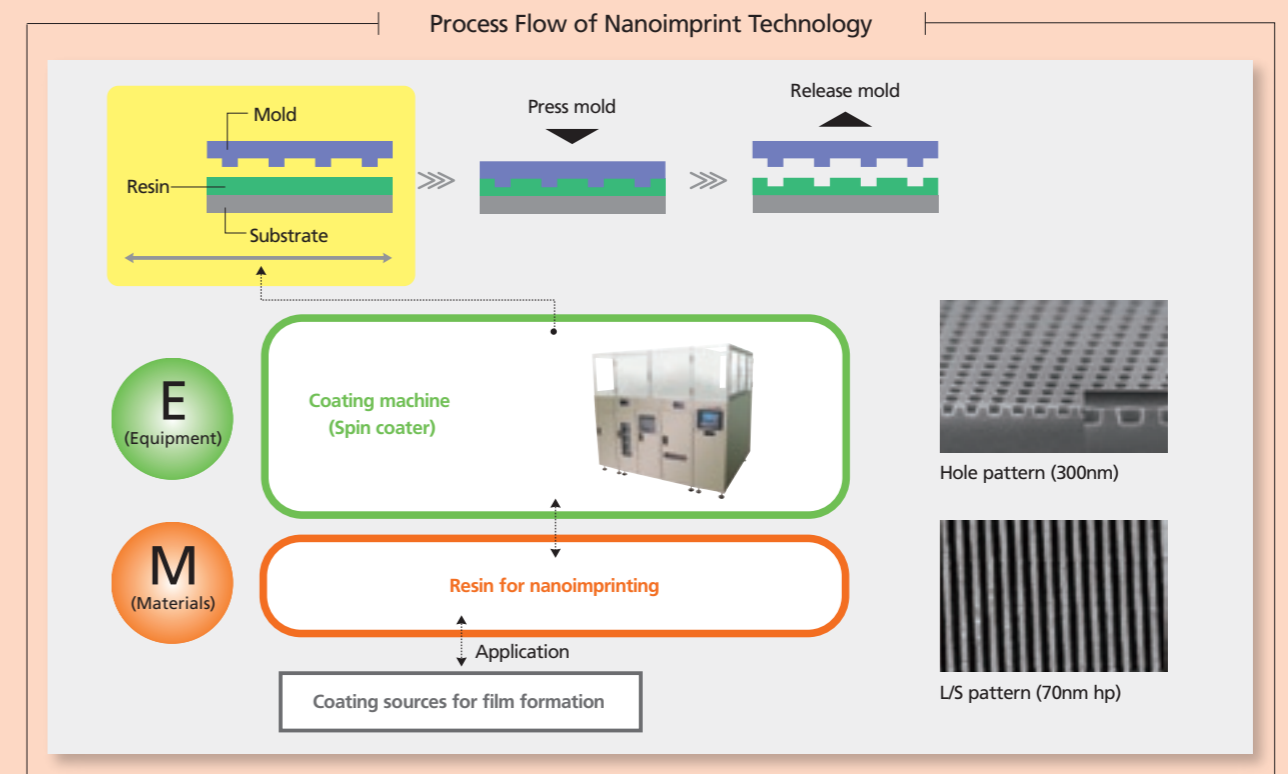 Process Flow of Nanoimprint Technology
Mold
Resin
Substrate
Press mold
Release mold
E
(Equipment)
Coating machine
(Spin coater)
Hole pattern (300nm)
M
(Materials)
Resin for nanoimprinting
Application
Coating sources for film formation
L/S pattern (70nm hp)